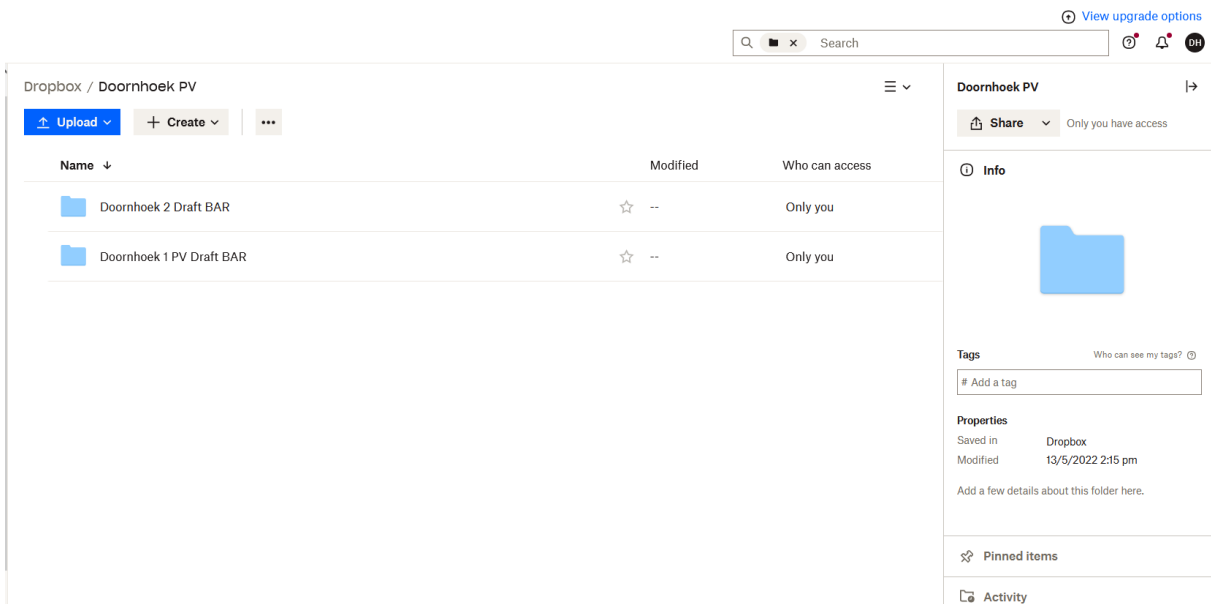 View upgrade options
Search
DH
Dropbox / Doornhoek PV
Upload
Create
Name
Modified
Who can access
Doornhoek 2 Draft BAR
--
Only you
Doornhoek 1 PV Draft BAR
--
Only you
Doornhoek PV
Share
Only you have access
Info
Tags
Who can see my tags?
# Add a tag
Properties
Saved in Dropbox
Modified 13/5/2022 2:15 pm
Add a few details about this folder here.
Pinned items
Activity